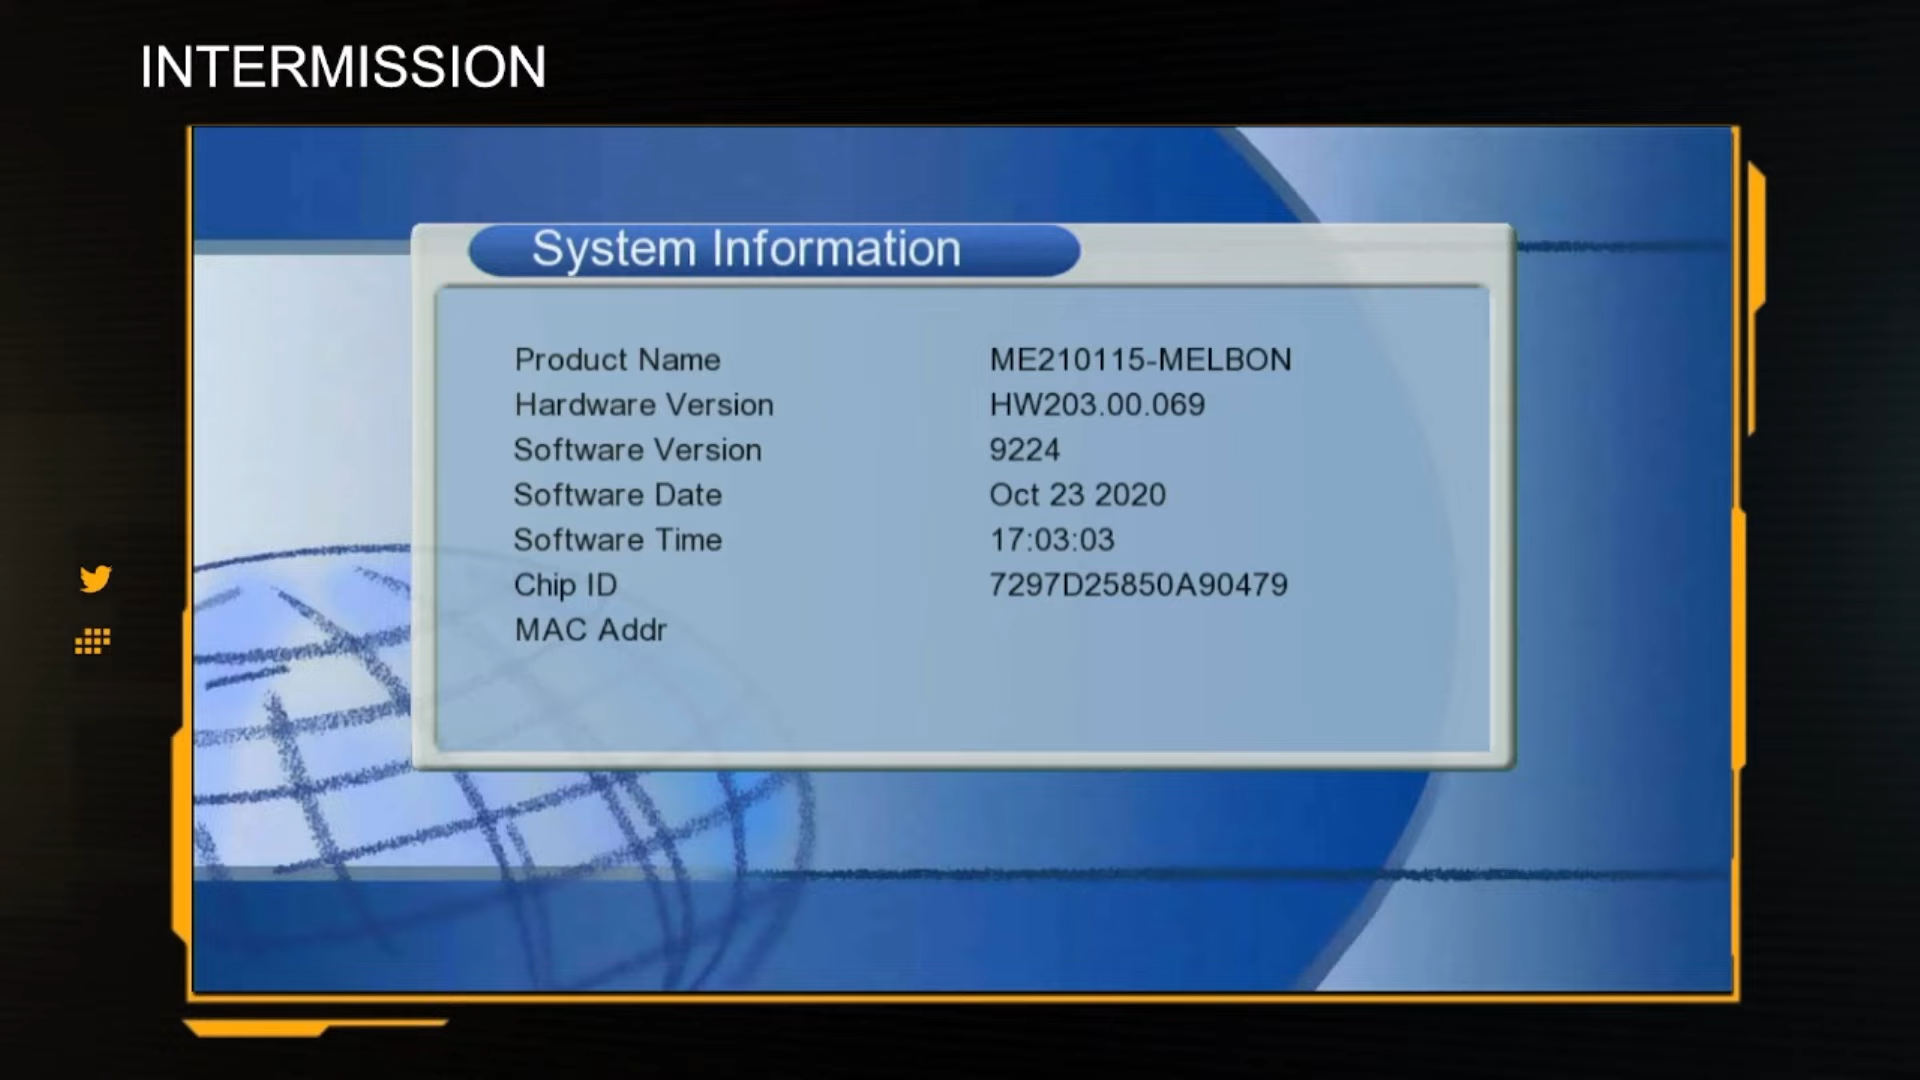 INTERMISSION
System Information
Product Name ME210115-MELBON
Hardware Version HW203.00.069
Software Version 9224
Software Date Oct 23 2020
Software Time 17:03:03
Chip ID 7297D25850A90479
MAC Addr